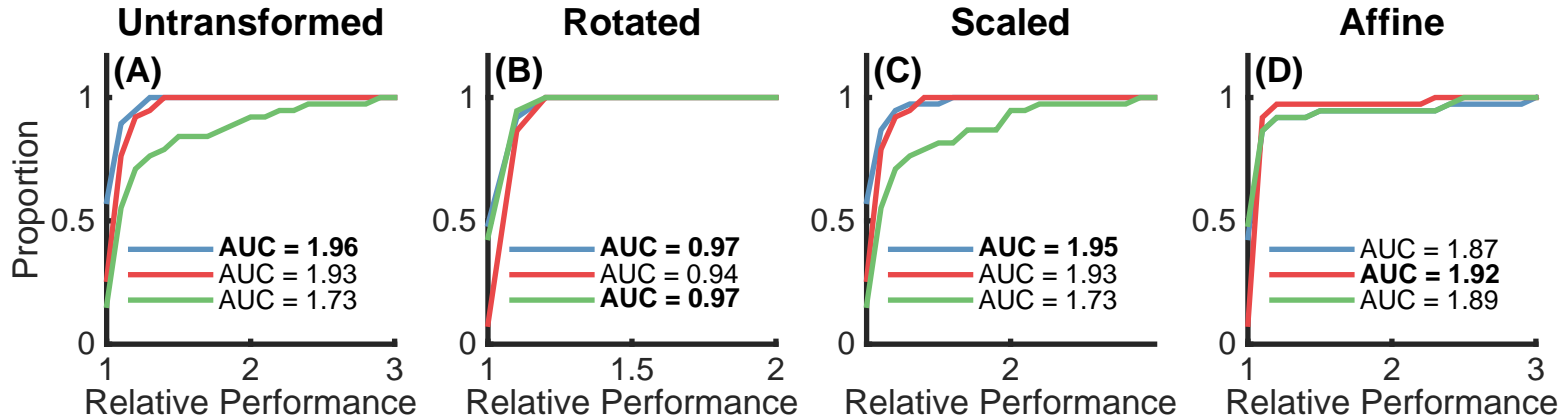 Untransformed
Rotated
Scaled
Affine
(A)
(B)
(C)
(D)
Proportion
1
0.5
0
AUC = 1.96
AUC = 1.93
AUC = 1.73
1
2
3
Relative Performance
1
0.5
0
AUC = 0.97
AUC = 0.94
AUC = 0.97
1
1.5
2
Relative Performance
1
0.5
0
AUC = 1.95
AUC = 1.93
AUC = 1.73
2
Relative Performance
1
0.5
0
AUC = 1.87
AUC = 1.92
AUC = 1.89
1
2
3
Relative Performance